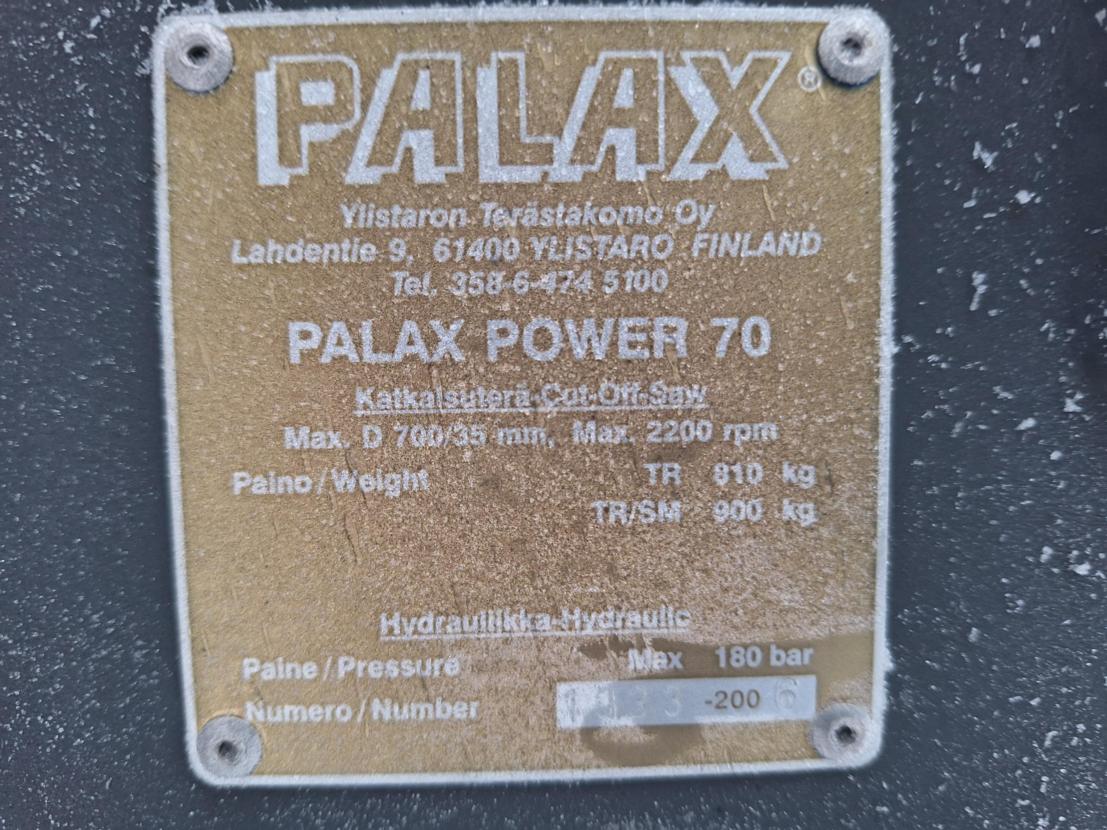 PALAX®
Ylistaron Terästakomo Oy
Lahdentie 9, 61400 YLISTARO FINLAND
Tel. 358-6-474 5100
PALAX POWER 70
Katkaisuterä-Cut-Off-Saw
Max. D 700/35 mm, Max. 2200 rpm
Paino/Weight TR 810 kg
TR/SM 900 kg
Hydrauliikka-Hydraulic
Paine/Pressure Max 180 bar
Numero/Number -2006